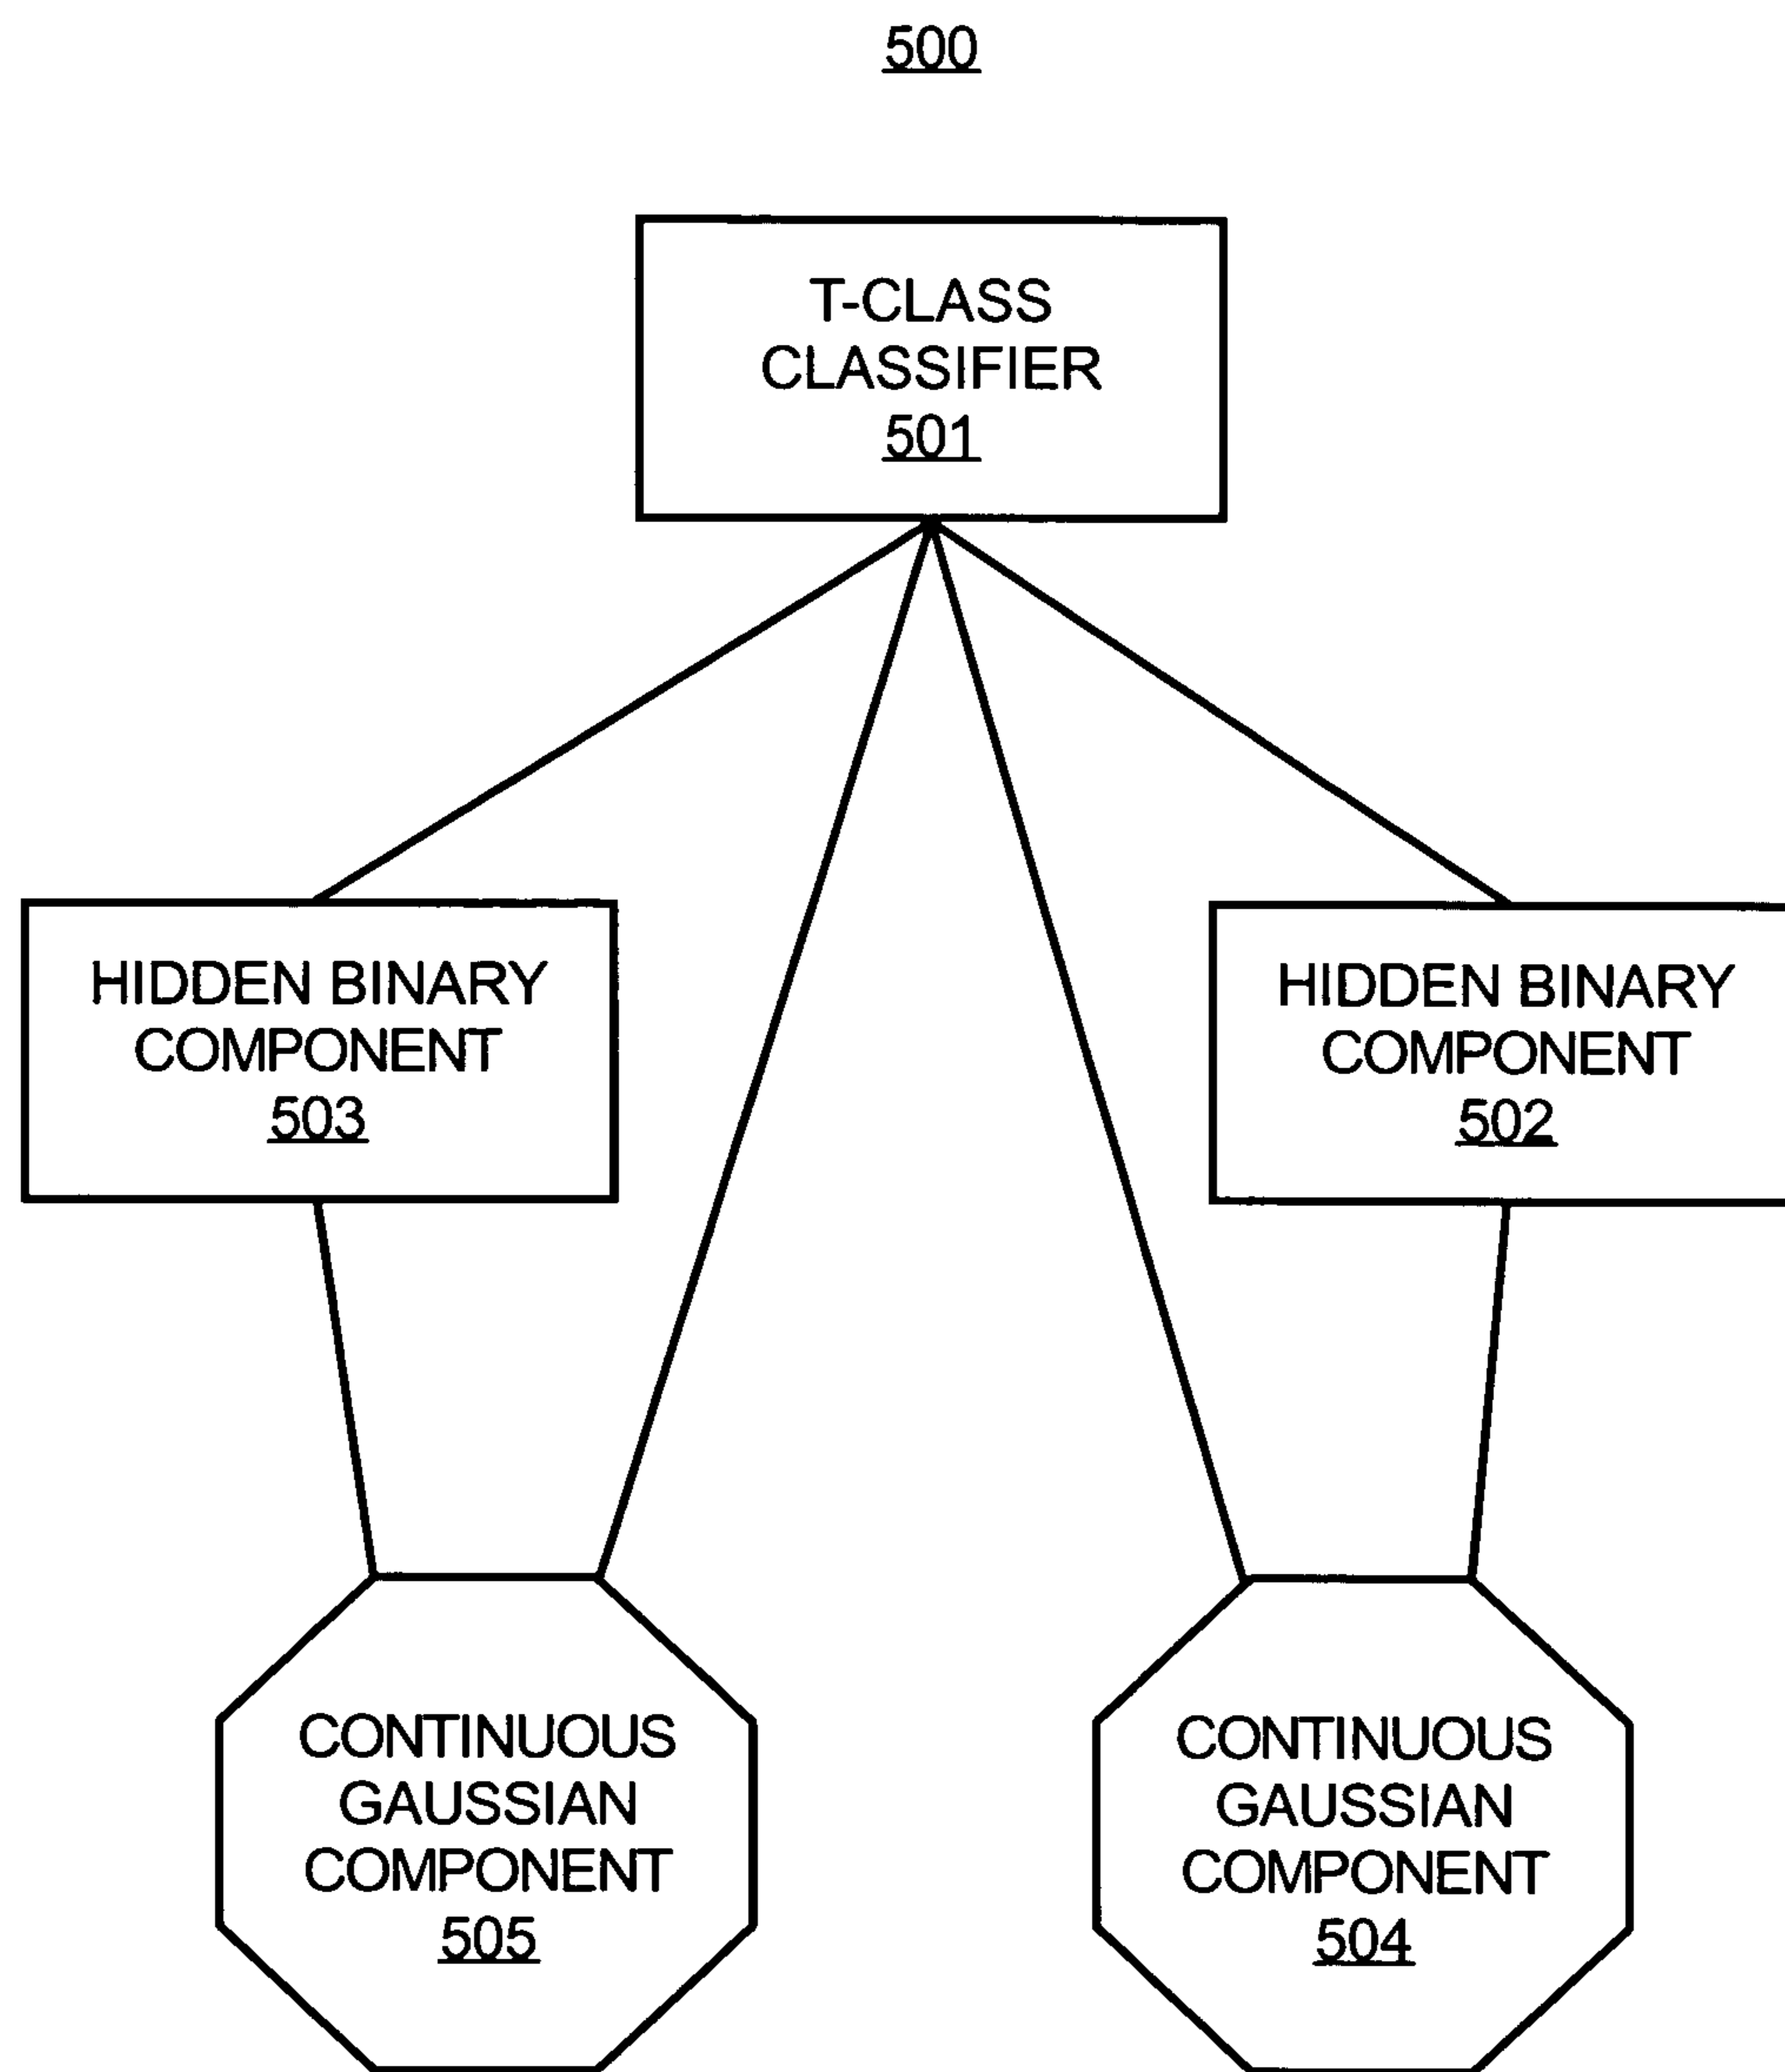 500
T-CLASS
CLASSIFIER
501
HIDDEN BINARY
COMPONENT
503
HIDDEN BINARY
COMPONENT
502
CONTINUOUS
GAUSSIAN
COMPONENT
505
CONTINUOUS
GAUSSIAN
COMPONENT
504